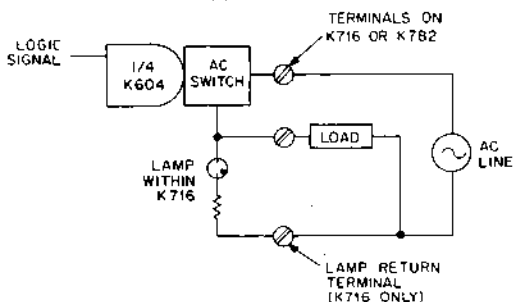 TERMINALS ON
K716 OR K782
LOGIC
SIGNAL
1/4
K604
AC
SWITCH
LOAD
AC
LINE
LAMP
WITHIN
K716
LAMP RETURN
TERMINAL
(K716 ONLY)